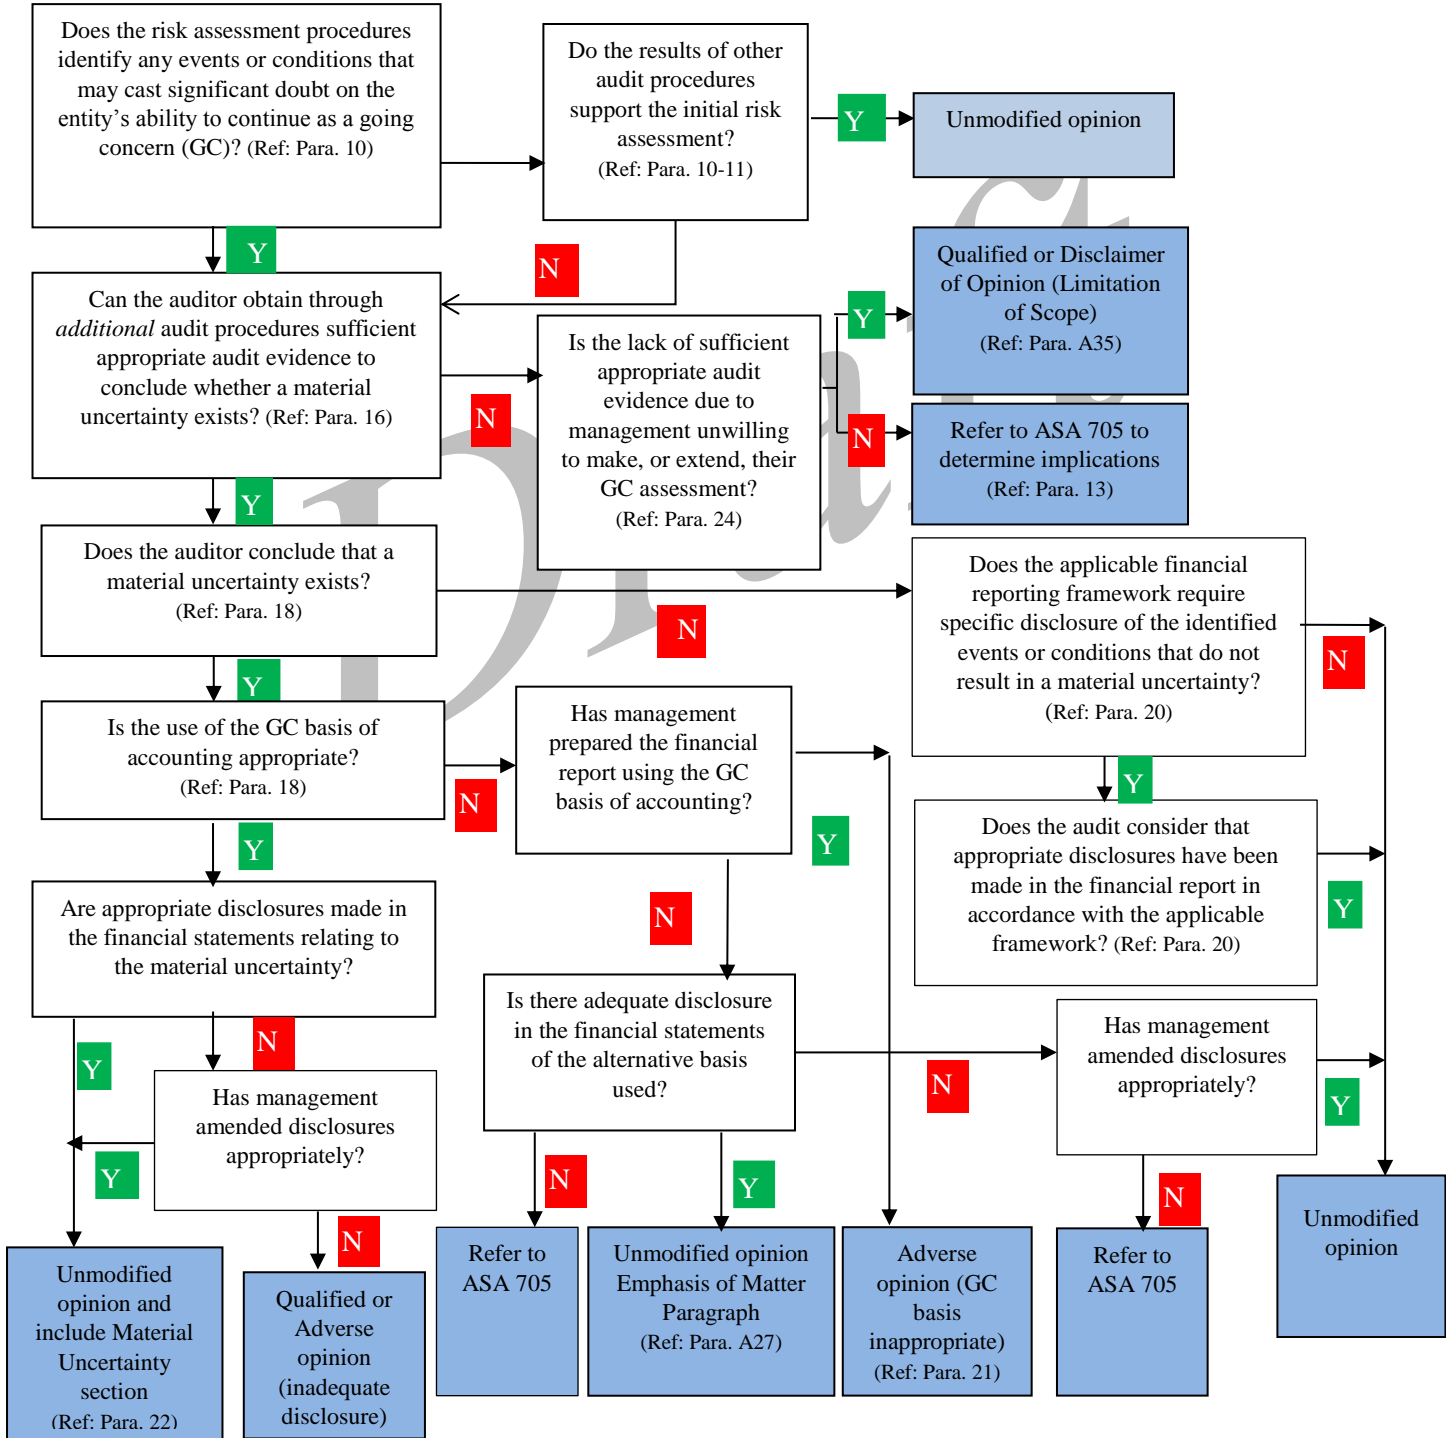 Does the risk assessment procedures
identify any events or conditions that
may cast significant doubt on the
entity’s ability to continue as a going
concern (GC)? (Ref: Para. 10)
Do the results of other
audit procedures
support the initial risk
assessment?
(Ref: Para. 10-11)
Y
Unmodified opinion
Y
N
Can the auditor obtain through
additional audit procedures sufficient
appropriate audit evidence to
conclude whether a material
uncertainty exists? (Ref: Para. 16)
N
Is the lack of sufficient
appropriate audit
evidence due to
management unwilling
to make, or extend, their
GC assessment?
(Ref: Para. 24)
Y
Qualified or Disclaimer
of Opinion (Limitation
of Scope)
(Ref: Para. A35)
N
Refer to ASA 705 to
determine implications
(Ref: Para. 13)
Y
Does the auditor conclude that a
material uncertainty exists?
(Ref: Para. 18)
N
Does the applicable financial
reporting framework require
specific disclosure of the identified
events or conditions that do not
result in a material uncertainty?
(Ref: Para. 20)
N
Y
Is the use of the GC basis of
accounting appropriate?
(Ref: Para. 18)
N
Has management
prepared the financial
report using the GC
basis of accounting?
Y
Y
Does the audit consider that
appropriate disclosures have been
made in the financial report in
accordance with the applicable
framework? (Ref: Para. 20)
Y
Y
Are appropriate disclosures made in
the financial statements relating to
the material uncertainty?
N
Is there adequate disclosure
in the financial statements
of the alternative basis
used?
N
Has management
amended disclosures
appropriately?
Y
Y
N
Has management
amended disclosures
appropriately?
Y
N
N
Y
N
Unmodified
opinion and
include Material
Uncertainty
section
(Ref: Para. 22)
Qualified or
Adverse
opinion
(inadequate
disclosure)
Refer to
ASA 705
Unmodified opinion
Emphasis of Matter
Paragraph
(Ref: Para. A27)
Adverse
opinion (GC
basis
inappropriate)
(Ref: Para. 21)
Refer to
ASA 705
Unmodified
opinion
Draft